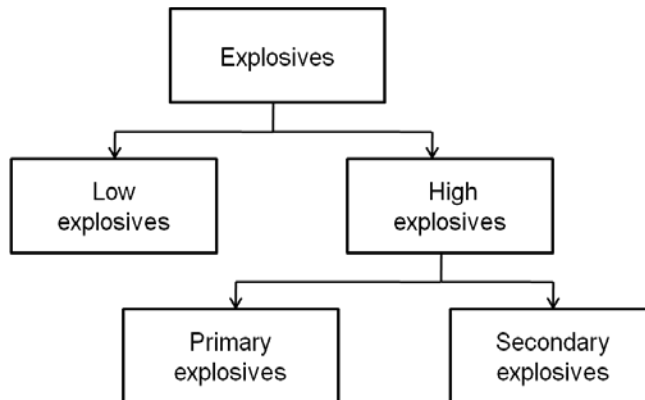 Explosives
Low
explosives
High
explosives
Primary
explosives
Secondary
explosives